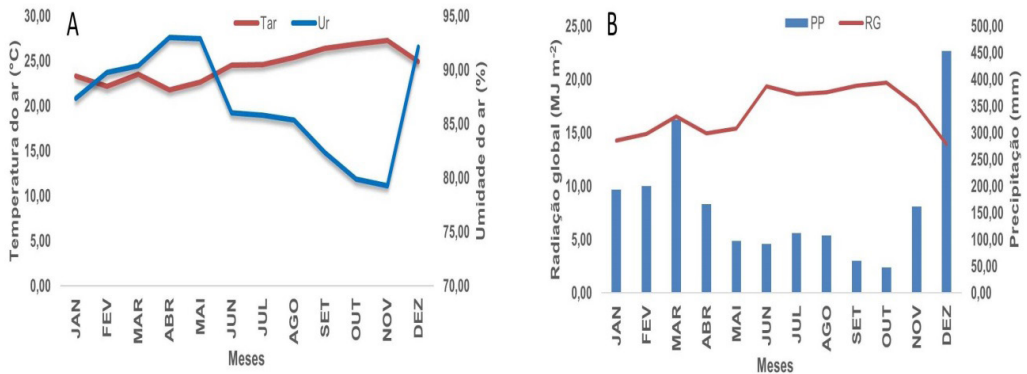 A
Tar Ur
30,00
25,00
20,00
15,00
10,00
5,00
0,00
Temperatura do ar (°C)
95,00
90,00
85,00
80,00
75,00
70,00
Umidade do ar (%)
JAN FEV MAR ABR MAI JUN JUL AGO SET OUT NOV DEZ
Meses
B
PP RG
25,00
20,00
15,00
10,00
5,00
0,00
Radiação global (MJ m⁻²)
500,00
450,00
400,00
350,00
300,00
250,00
200,00
150,00
100,00
50,00
0,00
Precipitação (mm)
JAN FEV MAR ABR MAI JUN JUL AGO SET OUT NOV DEZ
Meses